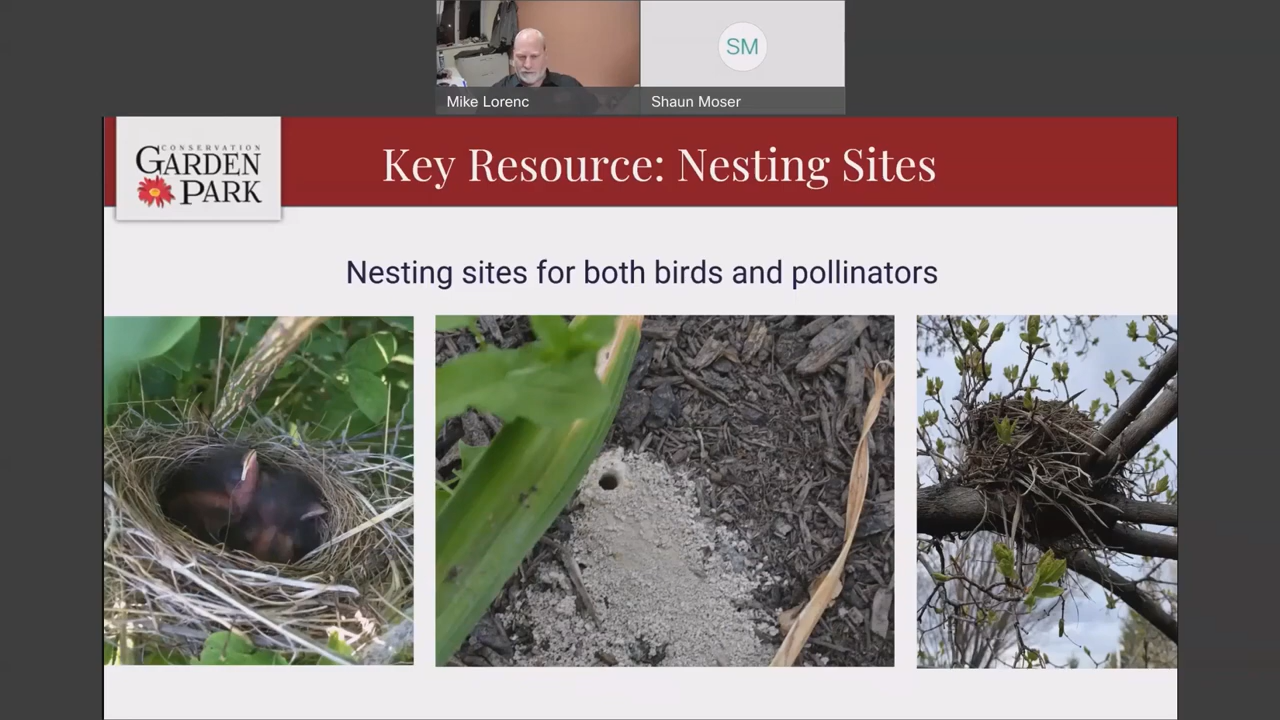 SM
Mike Lorenc
Shaun Moser
CONSERVATION
GARDEN
PARK
Key Resource: Nesting Sites
Nesting sites for both birds and pollinators